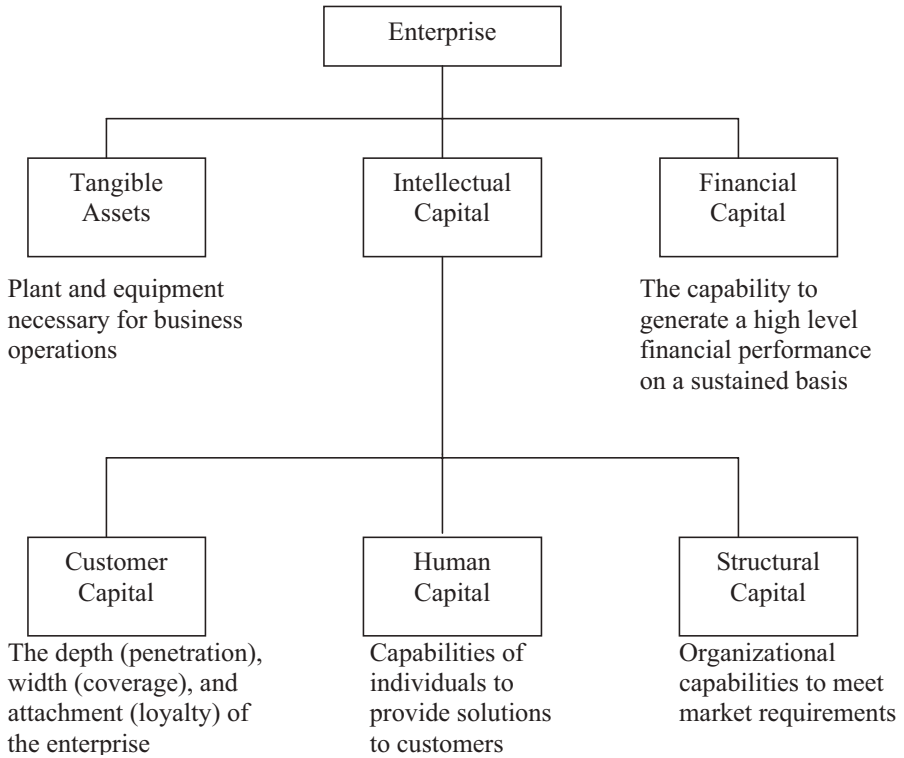 Enterprise
Tangible
Assets
Intellectual
Capital
Financial
Capital
Plant and equipment
necessary for business
operations
The capability to
generate a high level
financial performance
on a sustained basis
Customer
Capital
Human
Capital
Structural
Capital
The depth (penetration),
width (coverage), and
attachment (loyalty) of
the enterprise
Capabilities of
individuals to
provide solutions
to customers
Organizational
capabilities to meet
market requirements